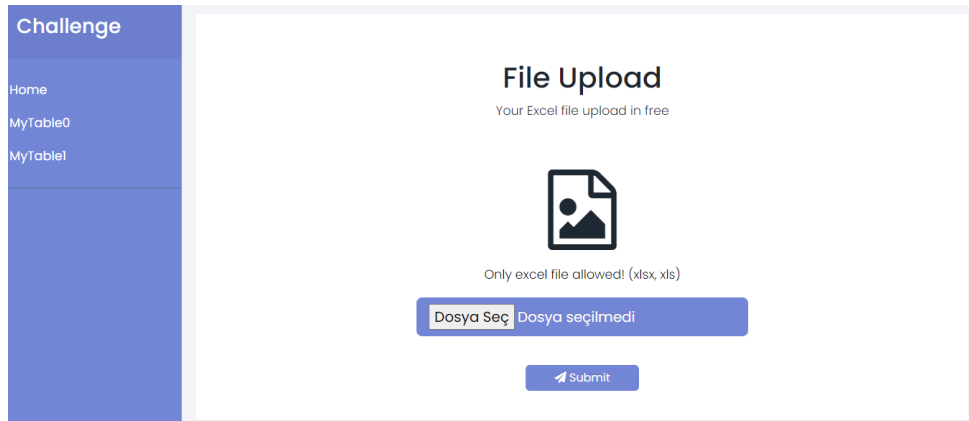 Challenge
Home
MyTable0
MyTable1
File Upload
Your Excel file upload in free
Only excel file allowed! (xlsx, xls)
Dosya Seç Dosya seçilmedi
Submit